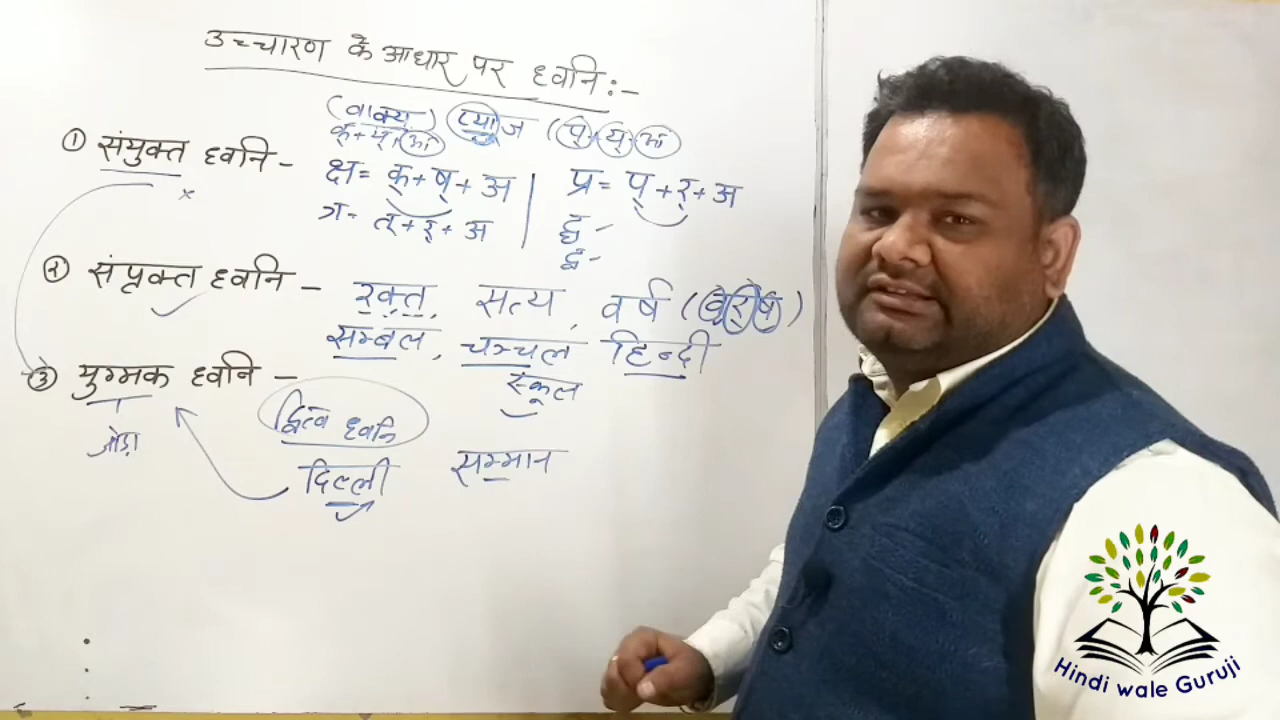 उच्चारण के आधार पर ध्वनि :-
(वाक्य) प्याज (प् + य् + आ)
① संयुक्त ध्वनि -
क्ष = क् + ष् + अ | प्र = प् + र् + अ
त्र = त् + र् + अ
② संपृक्त ध्वनि - रक्त, सत्य, वर्ष
सम्बल, चञ्चल हिन्दी
③ युग्मक ध्वनि -
स्कूल
द्वित्व ध्वनि
जोड़ा
दिल्ली सम्मान
Hindi wale Guruji